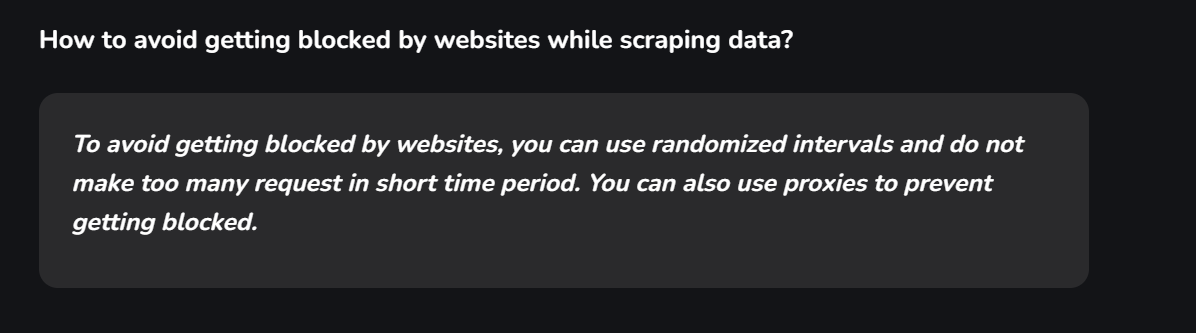 How to avoid getting blocked by websites while scraping data?
To avoid getting blocked by websites, you can use randomized intervals and do not
make too many request in short time period. You can also use proxies to prevent
getting blocked.